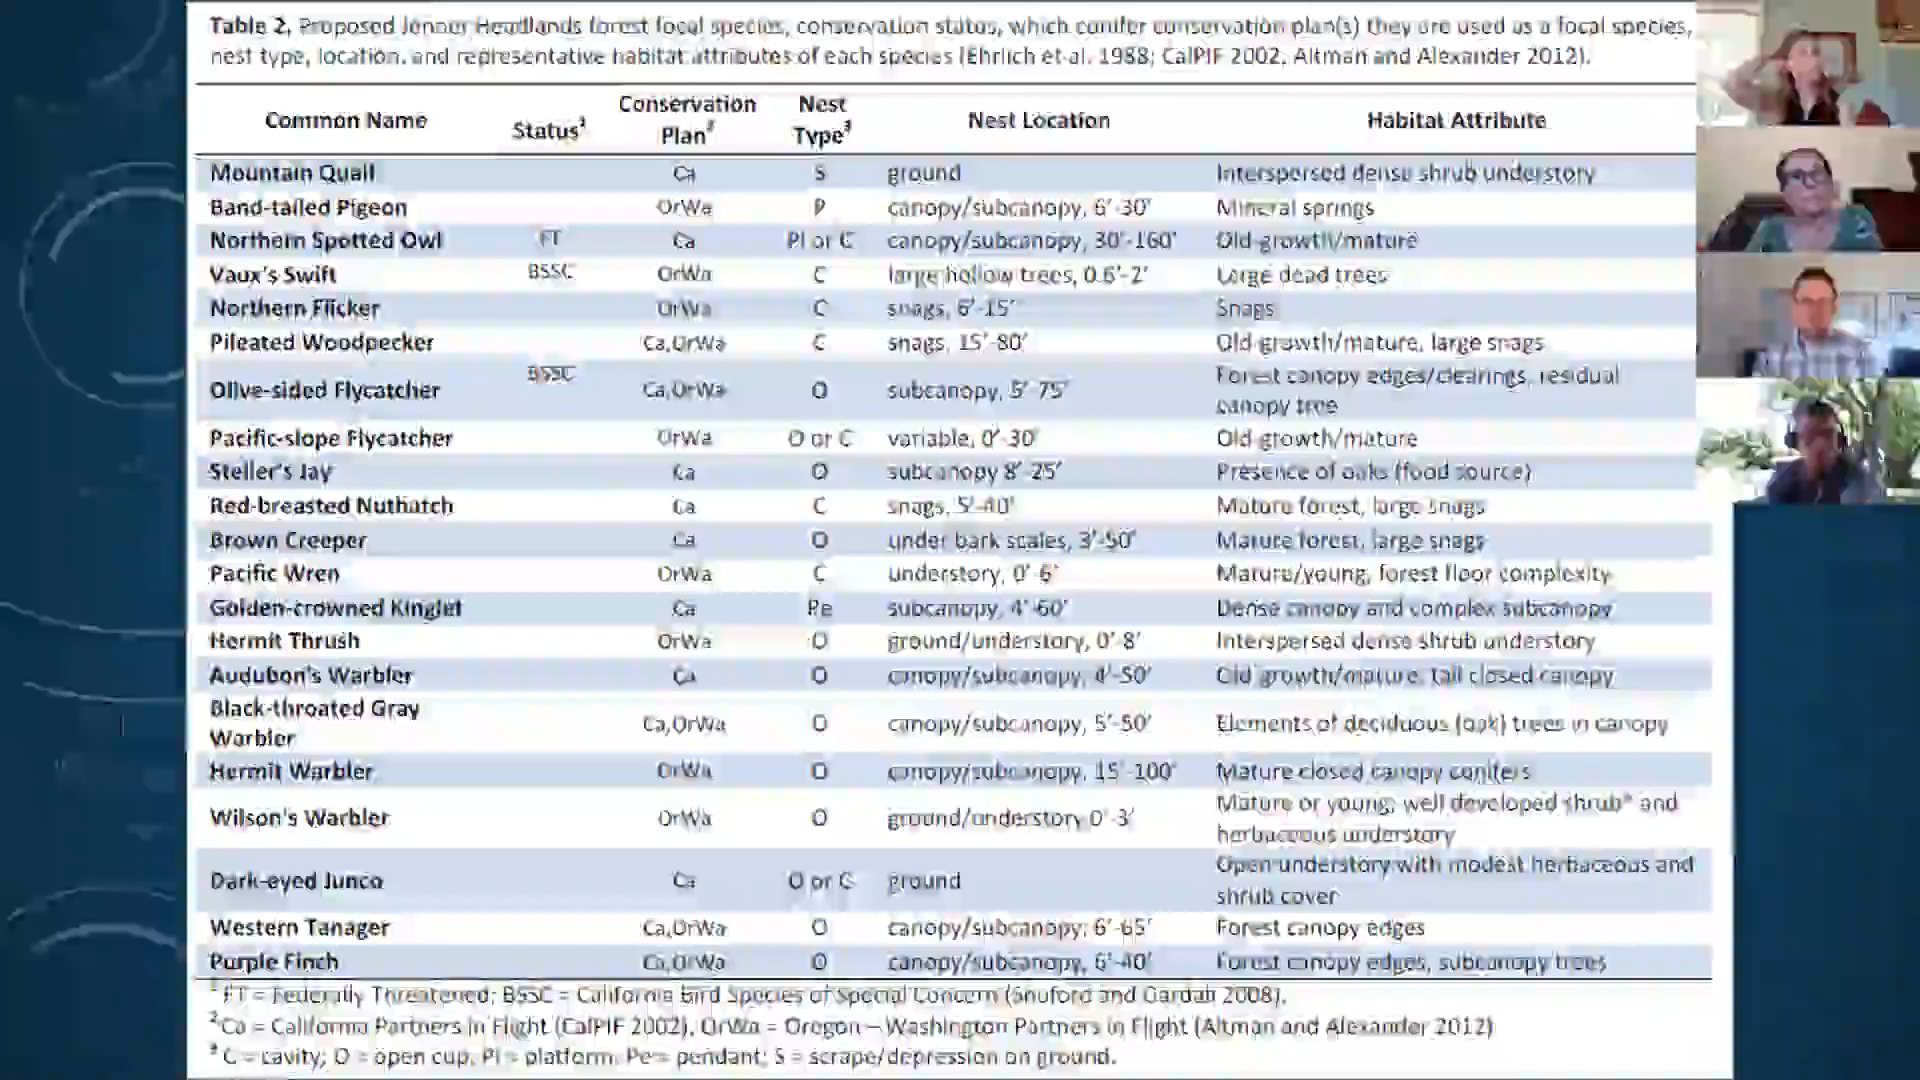 Table 2. Proposed Jenner Headlands forest focal species, conservation status, which conifer conservation plan(s) they are used as a focal species,
nest type, location, and representative habitat attributes of each species (Ehrlich et al. 1988; CalPIF 2002, Altman and Alexander 2012).
Common Name Status¹ Conservation Plan² Nest Type³ Nest Location Habitat Attribute
Mountain Quail Ca S ground Interspersed dense shrub understory
Band-tailed Pigeon OrWa P canopy/subcanopy, 6'-30' Mineral springs
Northern Spotted Owl FT Ca Pl or C canopy/subcanopy, 30'-160' Old-growth/mature
Vaux's Swift BSSC OrWa C large hollow trees, 0.6'-2' Large dead trees
Northern Flicker OrWa C snags, 6'-15' Snags
Pileated Woodpecker Ca,OrWa C snags, 15'-80' Old-growth/mature, large snags
Olive-sided Flycatcher BSSC Ca,OrWa O subcanopy, 5'-75' Forest canopy edges/clearings, residual
canopy tree
Pacific-slope Flycatcher OrWa O or C variable, 0'-30' Old-growth/mature
Steller's Jay Ca O subcanopy 8'-25' Presence of oaks (food source)
Red-breasted Nuthatch Ca C snags, 5'-40' Mature forest, large snags
Brown Creeper Ca O under bark scales, 3'-50' Mature forest, large snags
Pacific Wren OrWa C understory, 0'-6' Mature/young, forest floor complexity
Golden-crowned Kinglet Ca Pe subcanopy, 4'-60' Dense canopy and complex subcanopy
Hermit Thrush OrWa O ground/understory, 0'-8' Interspersed dense shrub understory
Audubon's Warbler Ca O canopy/subcanopy, 4'-50' Old growth/mature, tall closed canopy
Black-throated Gray
Warbler Ca,OrWa O canopy/subcanopy, 5'-50' Elements of deciduous (oak) trees in canopy
Hermit Warbler OrWa O canopy/subcanopy, 15'-100' Mature closed canopy conifers
Wilson's Warbler OrWa O ground/understory 0'-3' Mature or young, well developed shrub* and
herbaceous understory
Dark-eyed Junco Ca O or C ground Open understory with modest herbaceous and
shrub cover
Western Tanager Ca,OrWa O canopy/subcanopy, 6'-65' Forest canopy edges
Purple Finch Ca,OrWa O canopy/subcanopy, 6'-40' Forest canopy edges, subcanopy trees
¹ FT = Federally Threatened; BSSC = California Bird Species of Special Concern (Shuford and Gardali 2008).
² Ca = California Partners in Flight (CalPIF 2002), OrWa = Oregon – Washington Partners in Flight (Altman and Alexander 2012)
³ C = cavity; O = open cup, Pl = platform, Pe = pendant; S = scrape/depression on ground.